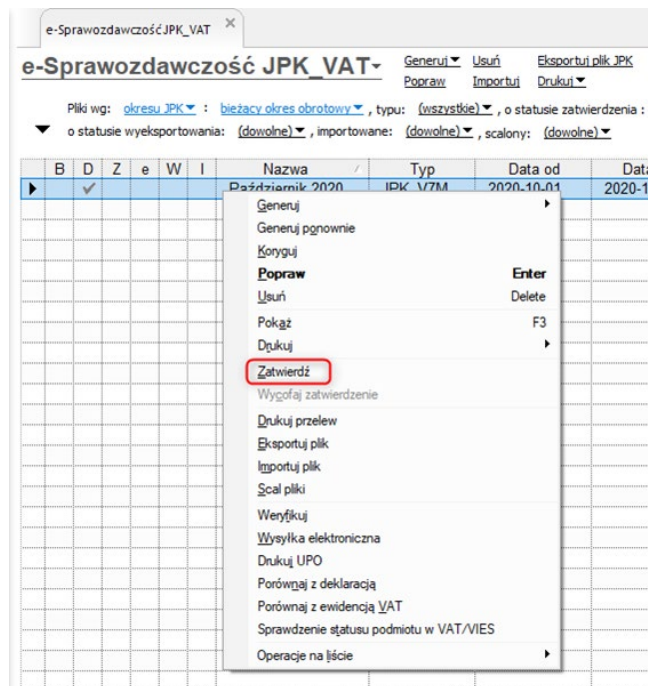 e-SprawozdawczośćJPK_VAT
e-Sprawozdawczość JPK_VAT
Generuj Usuń Eksportuj plik JPK
Popraw Importuj Drukuj
Pliki wg: okresu JPK : bieżacy okres obrotowy , typu: (wszystkie) , o statusie zatwierdzenia :
o statusie wyeksportowania: (dowolne) , importowane: (dowolne) , scalony: (dowolne)
B D Z e W I Nazwa Typ Data od Data
Październik 2020 JPK_V7M 2020-10-01 2020-1
Generuj
Generuj ponownie
Koryguj
Popraw Enter
Usuń Delete
Pokaż F3
Drukuj
Zatwierdź
Wycofaj zatwierdzenie
Drukuj przelew
Eksportuj plik
Importuj plik
Scal pliki
Weryfikuj
Wysyłka elektroniczna
Drukuj UPO
Porównaj z deklaracją
Porównaj z ewidencją VAT
Sprawdzenie statusu podmiotu w VAT/VIES
Operacje na liście